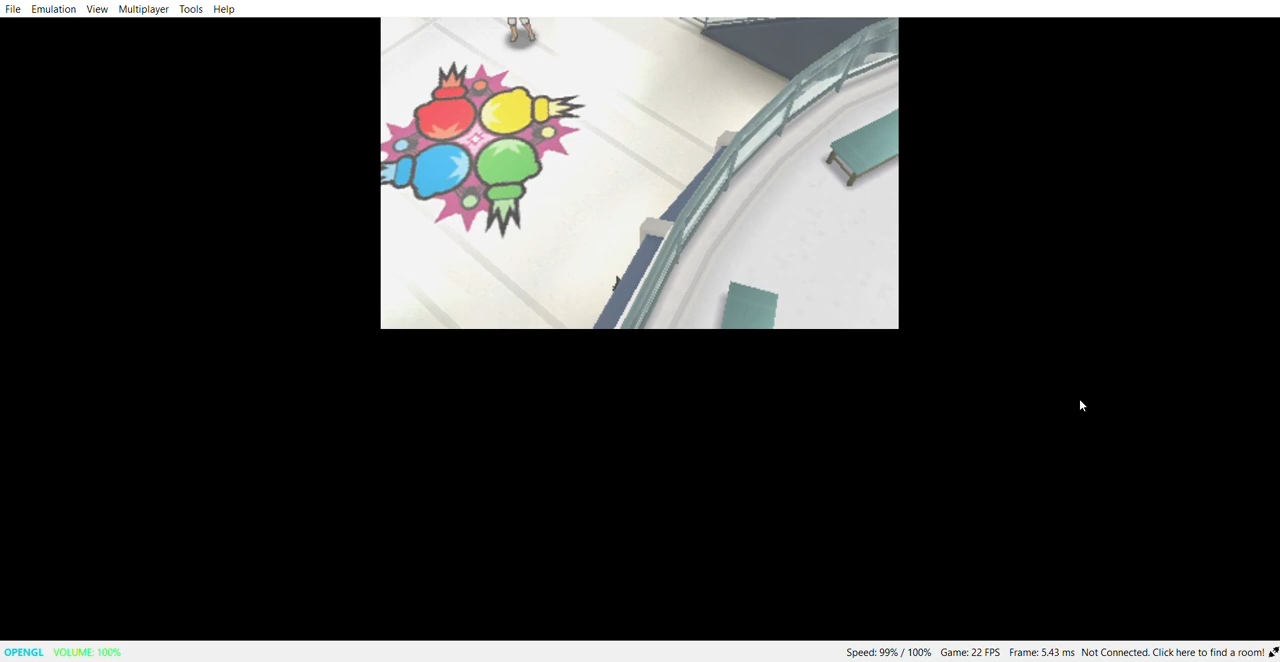 File Emulation View Multiplayer Tools Help
OPENGL VOLUME: 100% Speed: 99% / 100% Game: 22 FPS Frame: 5.43 ms Not Connected. Click here to find a room!